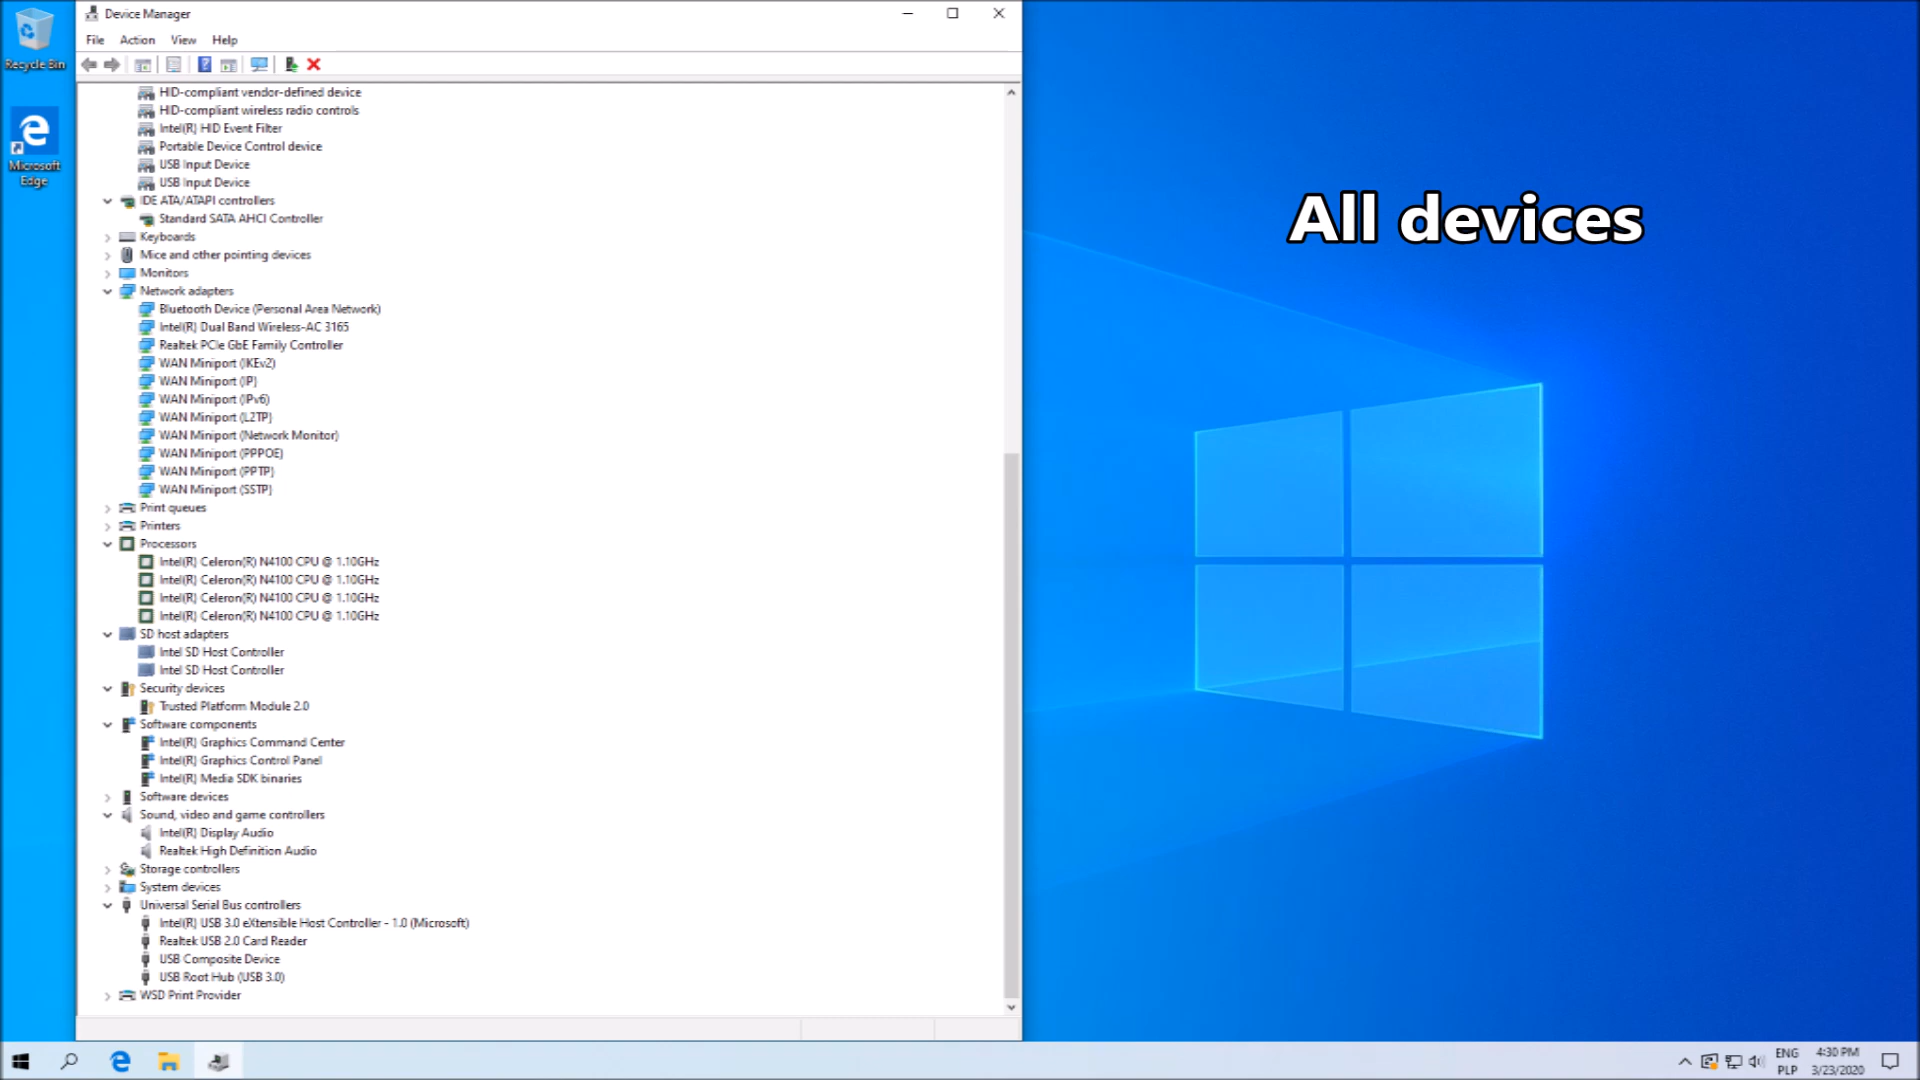 Recycle Bin
Microsoft
Edge
Device Manager
File Action View Help
HID-compliant vendor-defined device
HID-compliant wireless radio controls
Intel(R) HID Event Filter
Portable Device Control device
USB Input Device
USB Input Device
IDE ATA/ATAPI controllers
Standard SATA AHCI Controller
Keyboards
Mice and other pointing devices
Monitors
Network adapters
Bluetooth Device (Personal Area Network)
Intel(R) Dual Band Wireless-AC 3165
Realtek PCIe GbE Family Controller
WAN Miniport (IKEv2)
WAN Miniport (IP)
WAN Miniport (IPv6)
WAN Miniport (L2TP)
WAN Miniport (Network Monitor)
WAN Miniport (PPPOE)
WAN Miniport (PPTP)
WAN Miniport (SSTP)
Print queues
Printers
Processors
Intel(R) Celeron(R) N4100 CPU @ 1.10GHz
Intel(R) Celeron(R) N4100 CPU @ 1.10GHz
Intel(R) Celeron(R) N4100 CPU @ 1.10GHz
Intel(R) Celeron(R) N4100 CPU @ 1.10GHz
SD host adapters
Intel SD Host Controller
Intel SD Host Controller
Security devices
Trusted Platform Module 2.0
Software components
Intel(R) Graphics Command Center
Intel(R) Graphics Control Panel
Intel(R) Media SDK binaries
Software devices
Sound, video and game controllers
Intel(R) Display Audio
Realtek High Definition Audio
Storage controllers
System devices
Universal Serial Bus controllers
Intel(R) USB 3.0 eXtensible Host Controller - 1.0 (Microsoft)
Realtek USB 2.0 Card Reader
USB Composite Device
USB Root Hub (USB 3.0)
WSD Print Provider
All devices
ENG
PLP
4:30 PM
3/23/2020